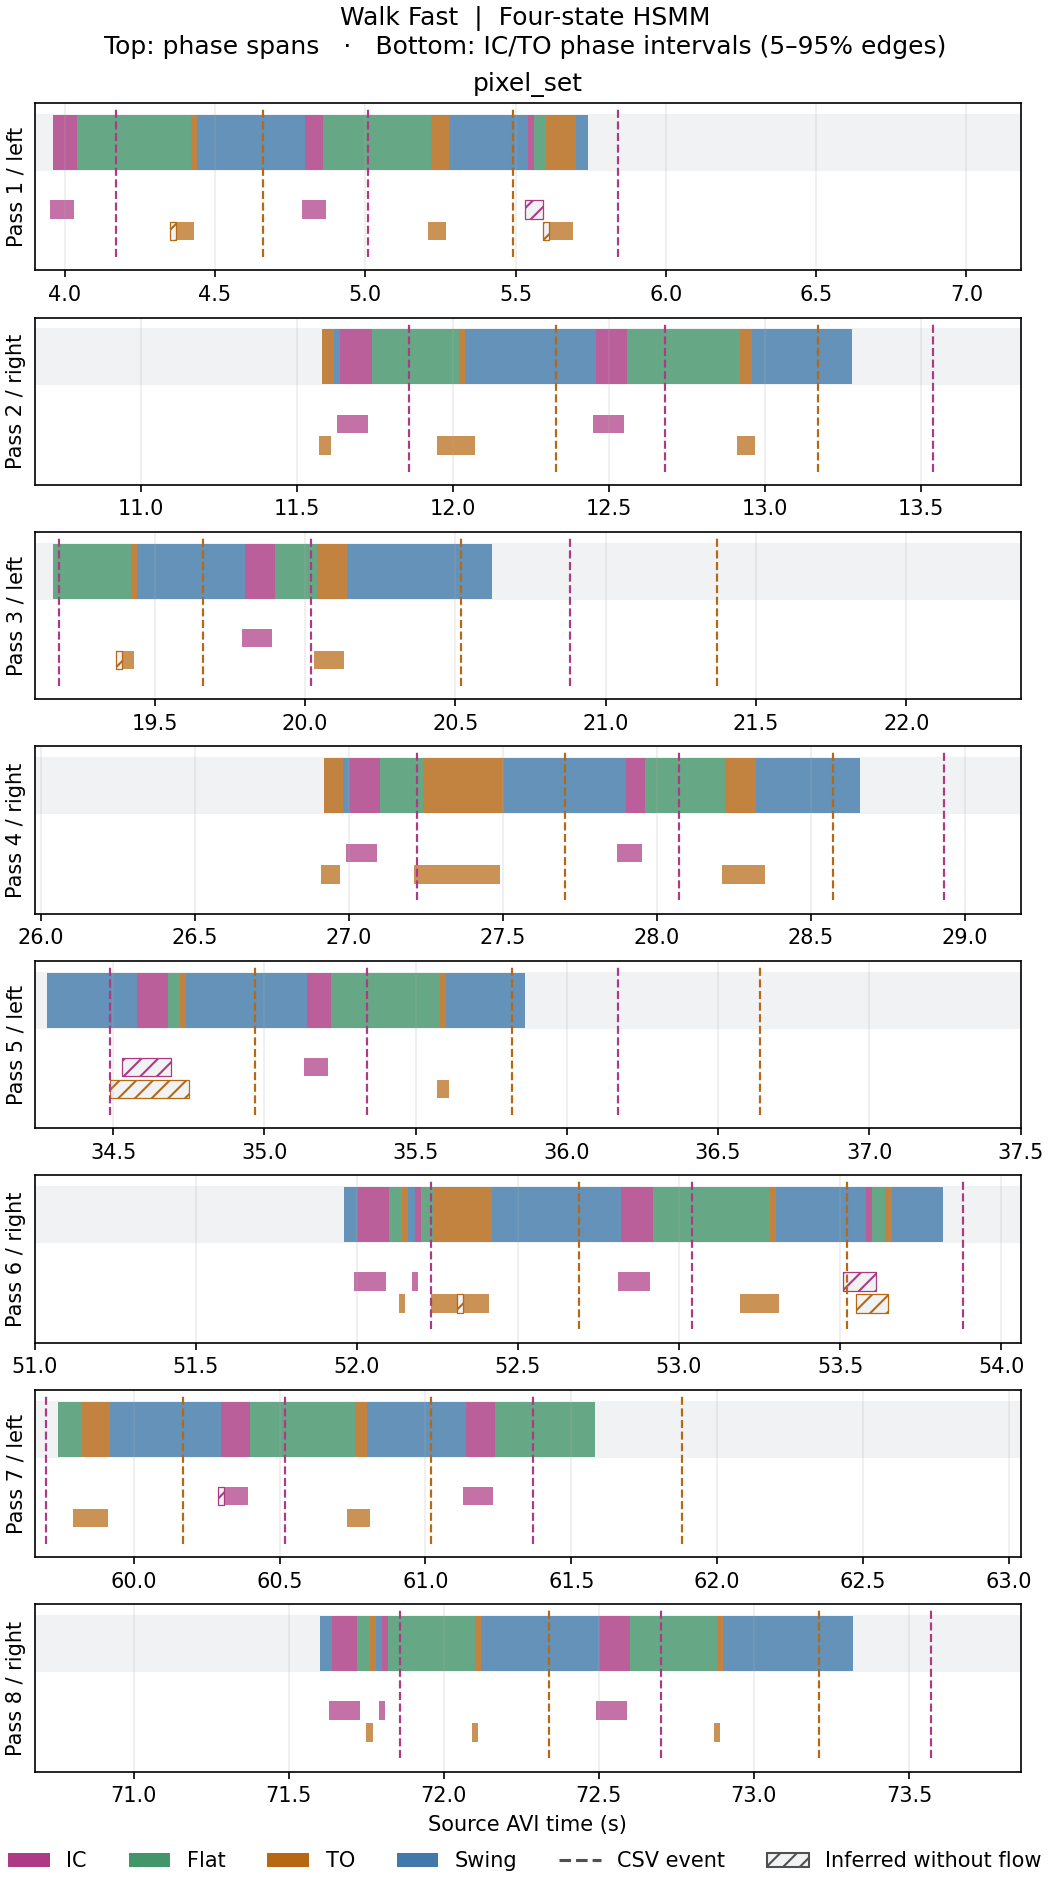 Walk Fast | Four-state HSMM
Top: phase spans · Bottom: IC/TO phase intervals (5–95% edges)
pixel_set
Pass 1 / left
4.0 4.5 5.0 5.5 6.0 6.5 7.0
Pass 2 / right
11.0 11.5 12.0 12.5 13.0 13.5
Pass 3 / left
19.5 20.0 20.5 21.0 21.5 22.0
Pass 4 / right
26.0 26.5 27.0 27.5 28.0 28.5 29.0
Pass 5 / left
34.5 35.0 35.5 36.0 36.5 37.0 37.5
Pass 6 / right
51.0 51.5 52.0 52.5 53.0 53.5 54.0
Pass 7 / left
60.0 60.5 61.0 61.5 62.0 62.5 63.0
Pass 8 / right
71.0 71.5 72.0 72.5 73.0 73.5
Source AVI time (s)
IC Flat TO Swing CSV event Inferred without flow